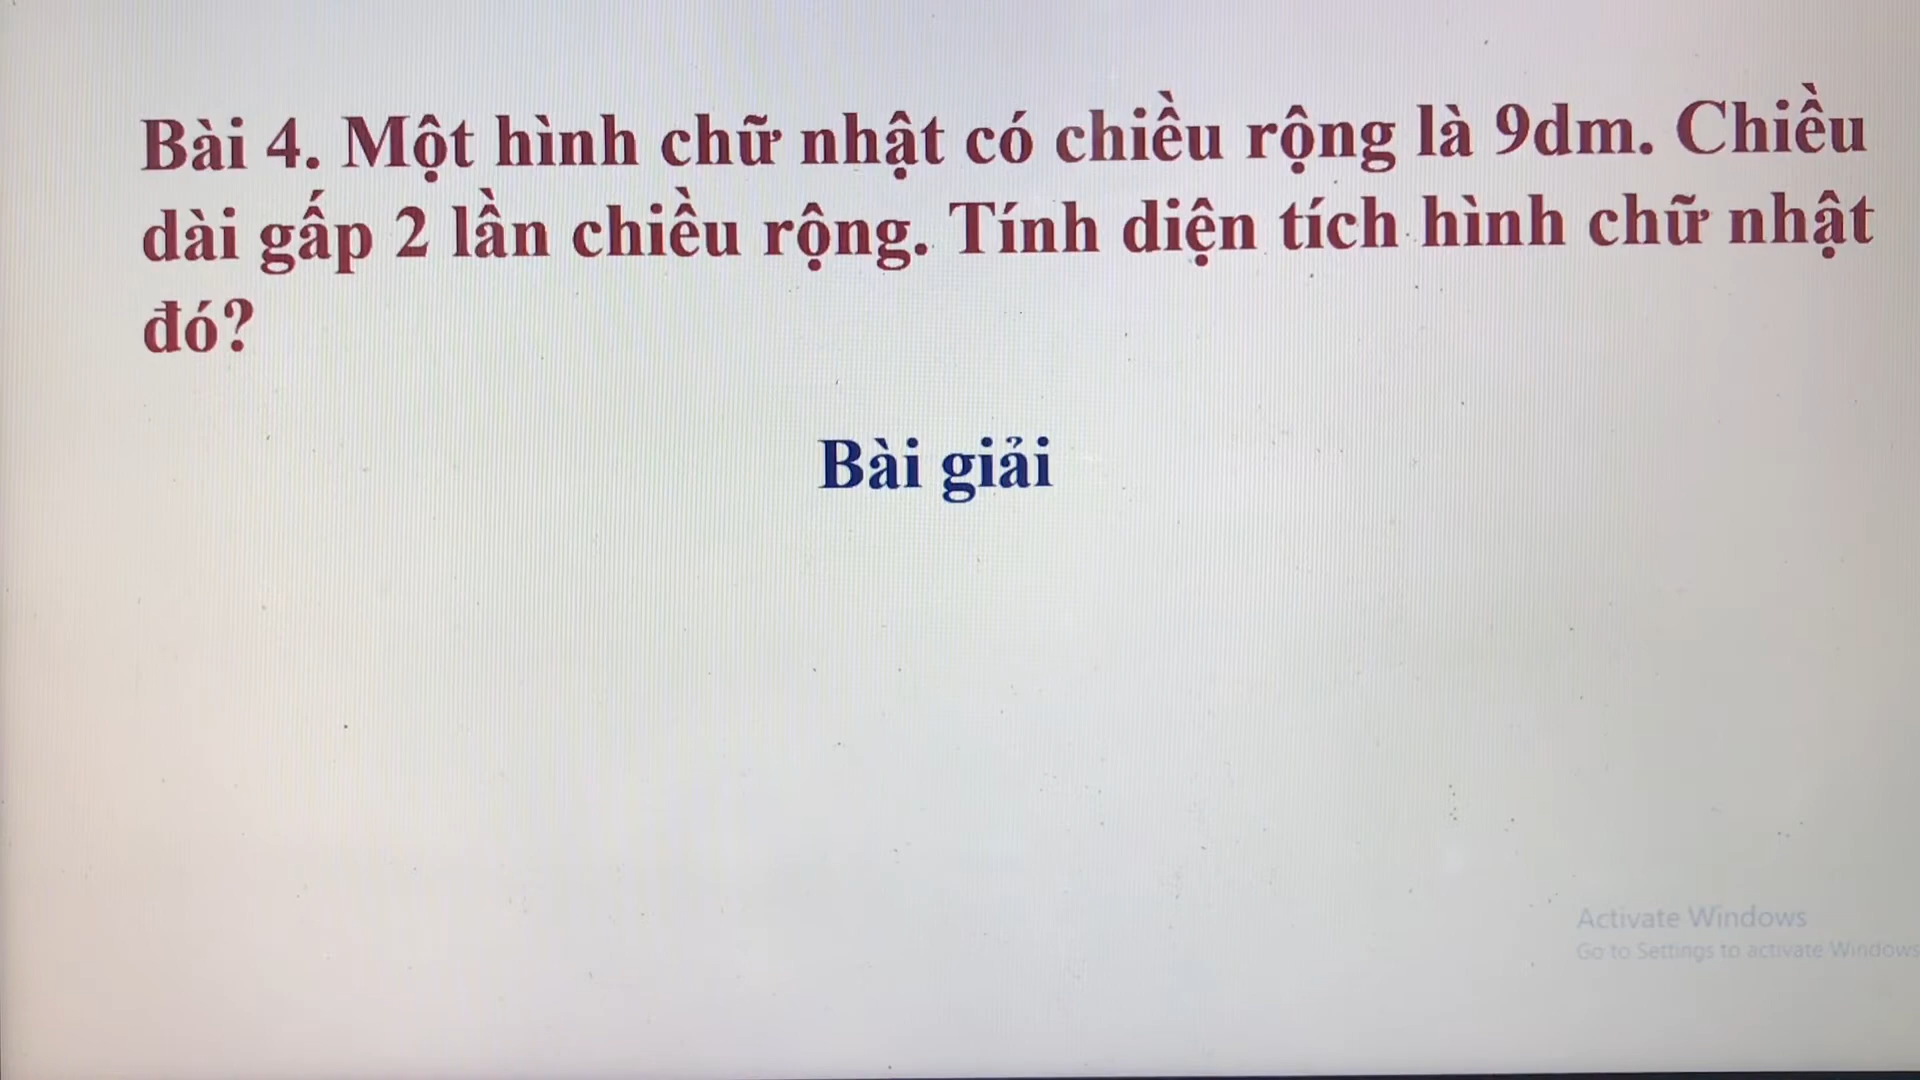 Bài 4. Một hình chữ nhật có chiều rộng là 9dm. Chiều
dài gấp 2 lần chiều rộng. Tính diện tích hình chữ nhật
đó?
Bài giải
Activate Windows
Go to Settings to activate Windows